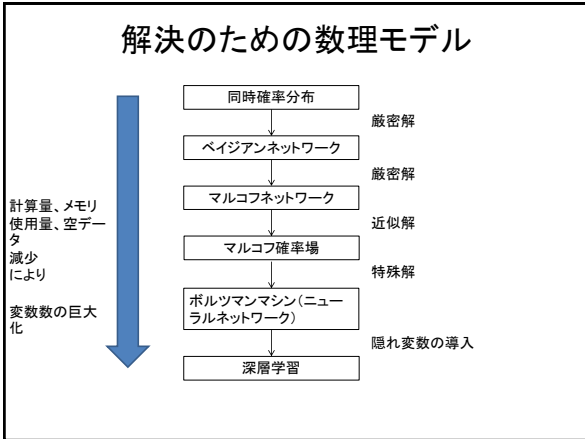 解決のための数理モデル
同時確率分布
厳密解
ベイジアンネットワーク
厳密解
マルコフネットワーク
近似解
マルコフ確率場
特殊解
ボルツマンマシン（ニュー
ラルネットワーク）
隠れ変数の導入
深層学習
計算量、メモリ
使用量、空デー
タ
減少
により
変数数の巨大
化